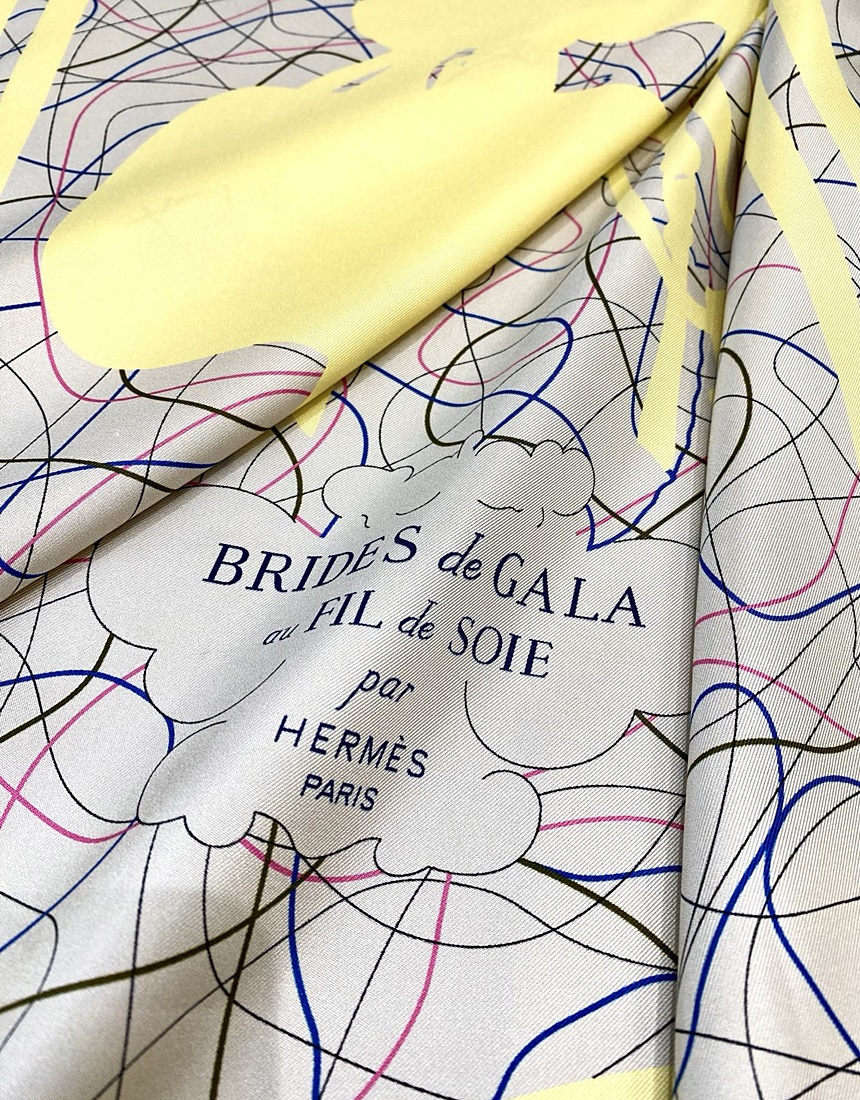 BRIDES de GALA
au FIL de SOIE
par
HERMÈS
PARIS